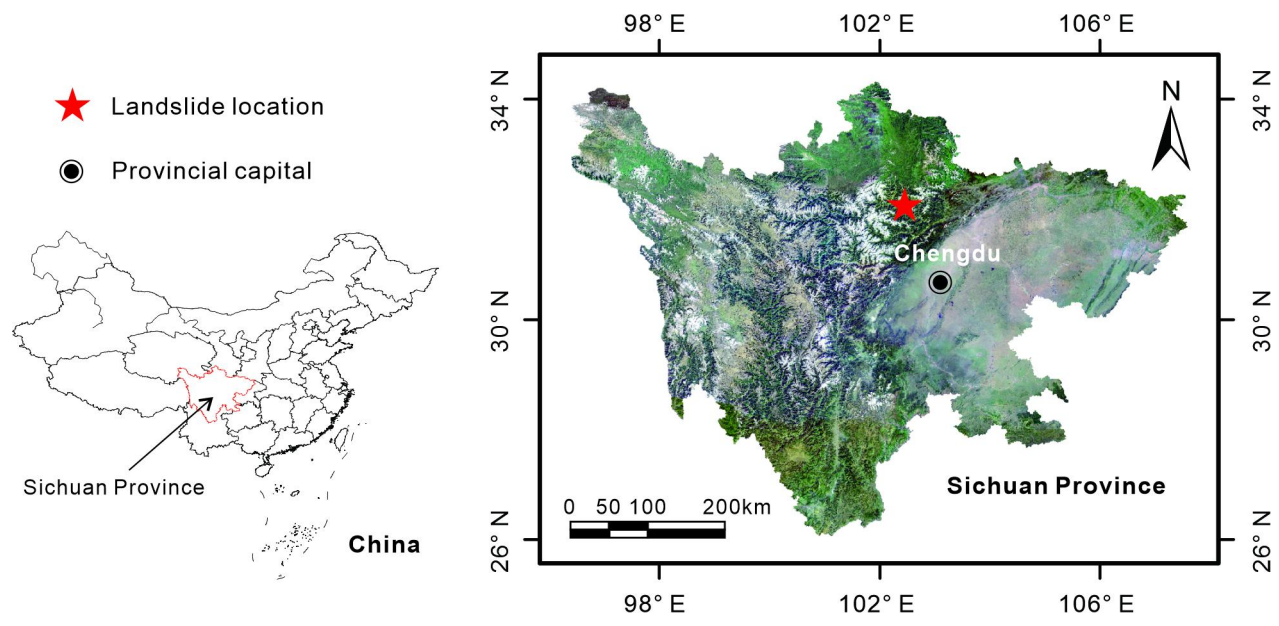 Landslide location
Provincial capital
Sichuan Province
China
98° E 102° E 106° E
34° N
30° N
26° N
N
Chengdu
Sichuan Province
0 50 100 200km
34° N
30° N
26° N
98° E 102° E 106° E